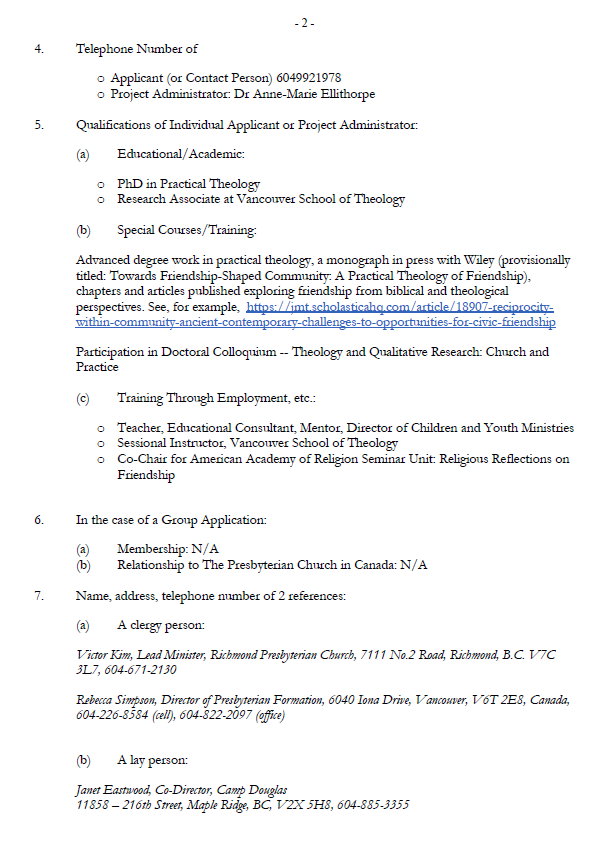 - 2 -
4. Telephone Number of
o Applicant (or Contact Person) 6049921978
o Project Administrator: Dr Anne-Marie Ellithorpe
5. Qualifications of Individual Applicant or Project Administrator:
(a) Educational/Academic:
o PhD in Practical Theology
o Research Associate at Vancouver School of Theology
(b) Special Courses/Training:
Advanced degree work in practical theology, a monograph in press with Wiley (provisionally
titled: Towards Friendship-Shaped Community: A Practical Theology of Friendship),
chapters and articles published exploring friendship from biblical and theological
perspectives. See, for example, https://jmt.scholasticahq.com/article/18907-reciprocity-
within-community-ancient-contemporary-challenges-to-opportunities-for-civic-friendship
Participation in Doctoral Colloquium -- Theology and Qualitative Research: Church and
Practice
(c) Training Through Employment, etc.:
o Teacher, Educational Consultant, Mentor, Director of Children and Youth Ministries
o Sessional Instructor, Vancouver School of Theology
o Co-Chair for American Academy of Religion Seminar Unit: Religious Reflections on
Friendship
6. In the case of a Group Application:
(a) Membership: N/A
(b) Relationship to The Presbyterian Church in Canada: N/A
7. Name, address, telephone number of 2 references:
(a) A clergy person:
Victor Kim, Lead Minister, Richmond Presbyterian Church, 7111 No.2 Road, Richmond, B.C. V7C
3L7, 604-671-2130
Rebecca Simpson, Director of Presbyterian Formation, 6040 Iona Drive, Vancouver, V6T 2E8, Canada,
604-226-8584 (cell), 604-822-2097 (office)
(b) A lay person:
Janet Eastwood, Co-Director, Camp Douglas
11858 – 216th Street, Maple Ridge, BC, V2X 5H8, 604-885-3355